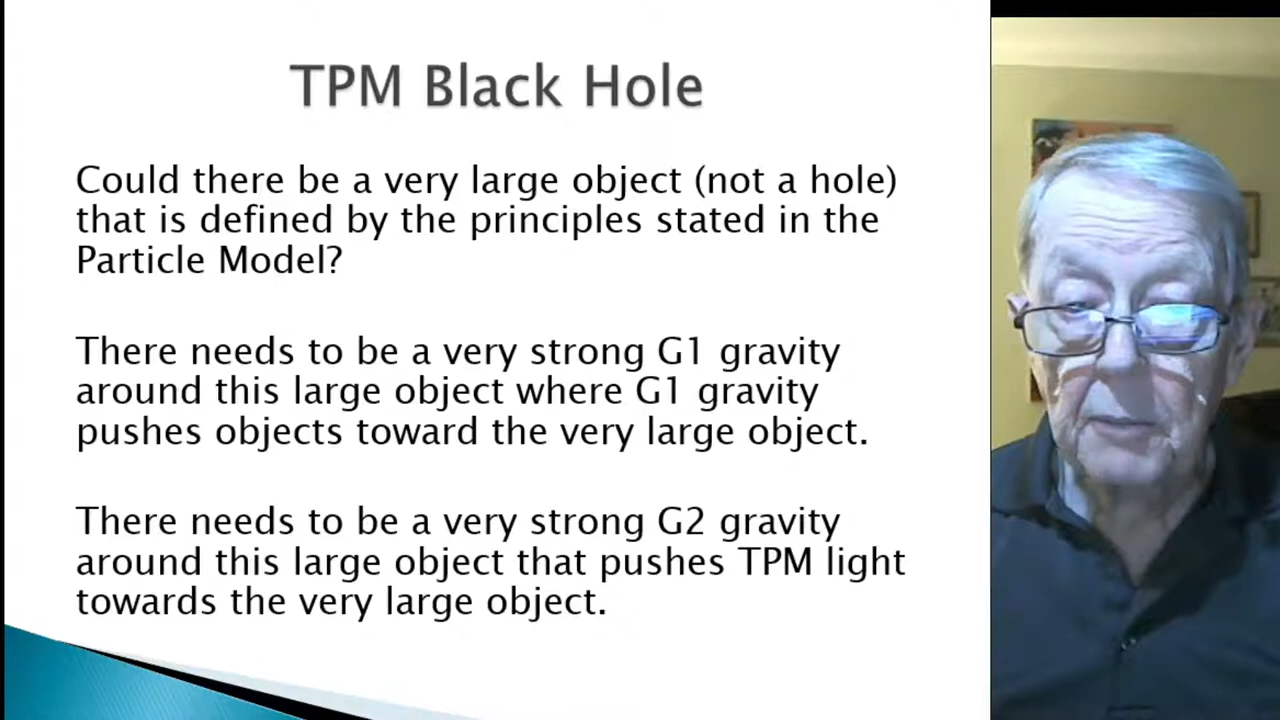 TPM Black Hole
Could there be a very large object (not a hole)
that is defined by the principles stated in the
Particle Model?
There needs to be a very strong G1 gravity
around this large object where G1 gravity
pushes objects toward the very large object.
There needs to be a very strong G2 gravity
around this large object that pushes TPM light
towards the very large object.